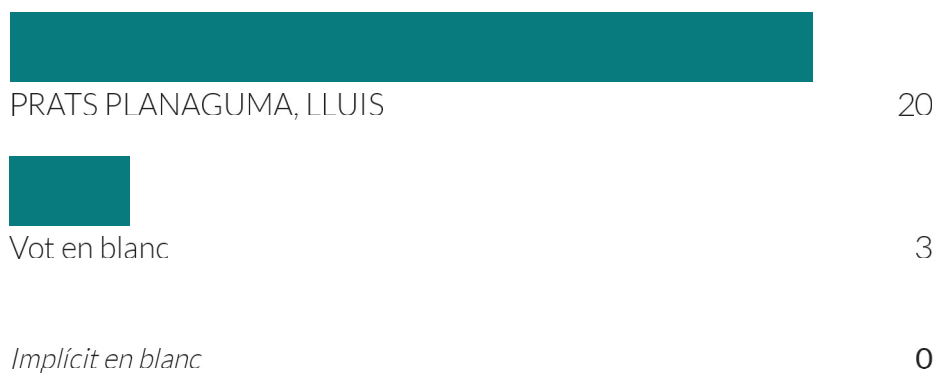 PRATS PLANAGUMA, LLUIS 20
Vot en blanc 3
Implícit en blanc 0